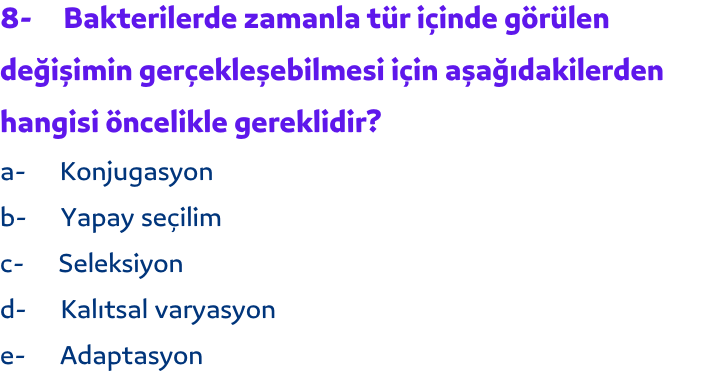 8- Bakterilerde zamanla tür içinde görülen
değişimin gerçekleşebilmesi için aşağıdakilerden
hangisi öncelikle gereklidir?
a- Konjugasyon
b- Yapay seçilim
c- Seleksiyon
d- Kalıtsal varyasyon
e- Adaptasyon